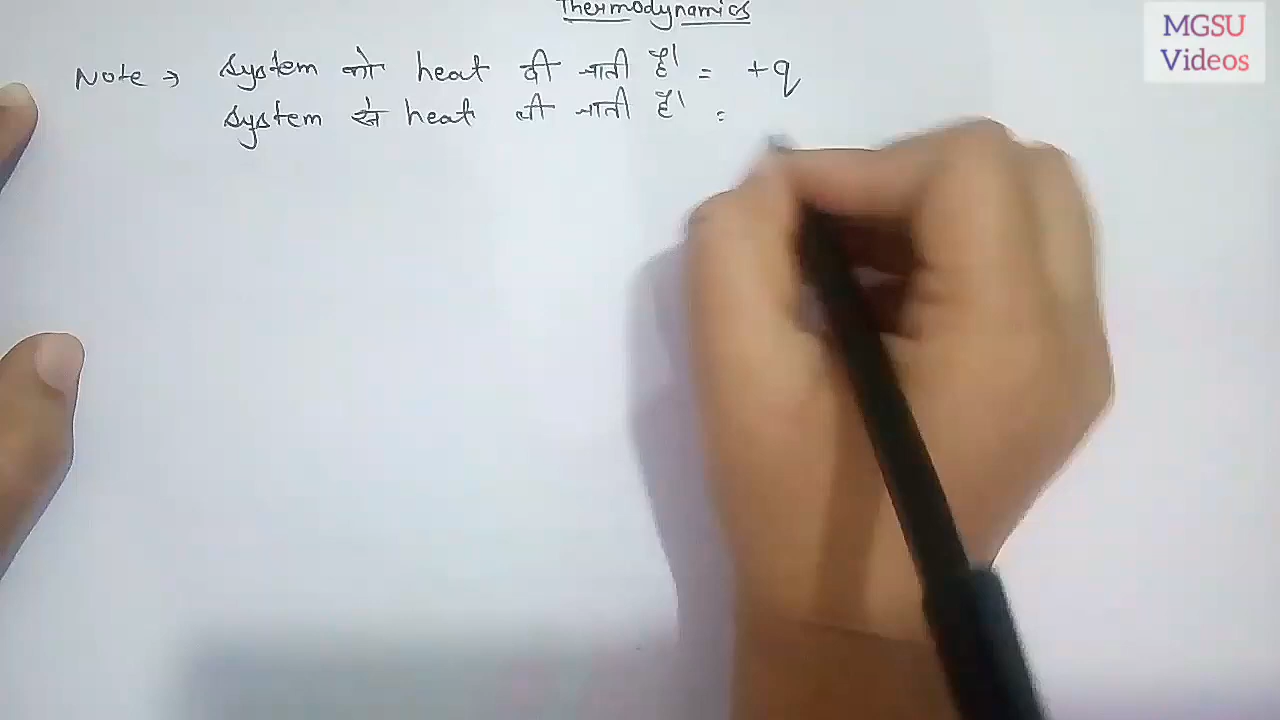 Thermodynamics
MGSU
Videos
Note → System को heat दी जाती है। = +q
System से heat ली जाती है। =